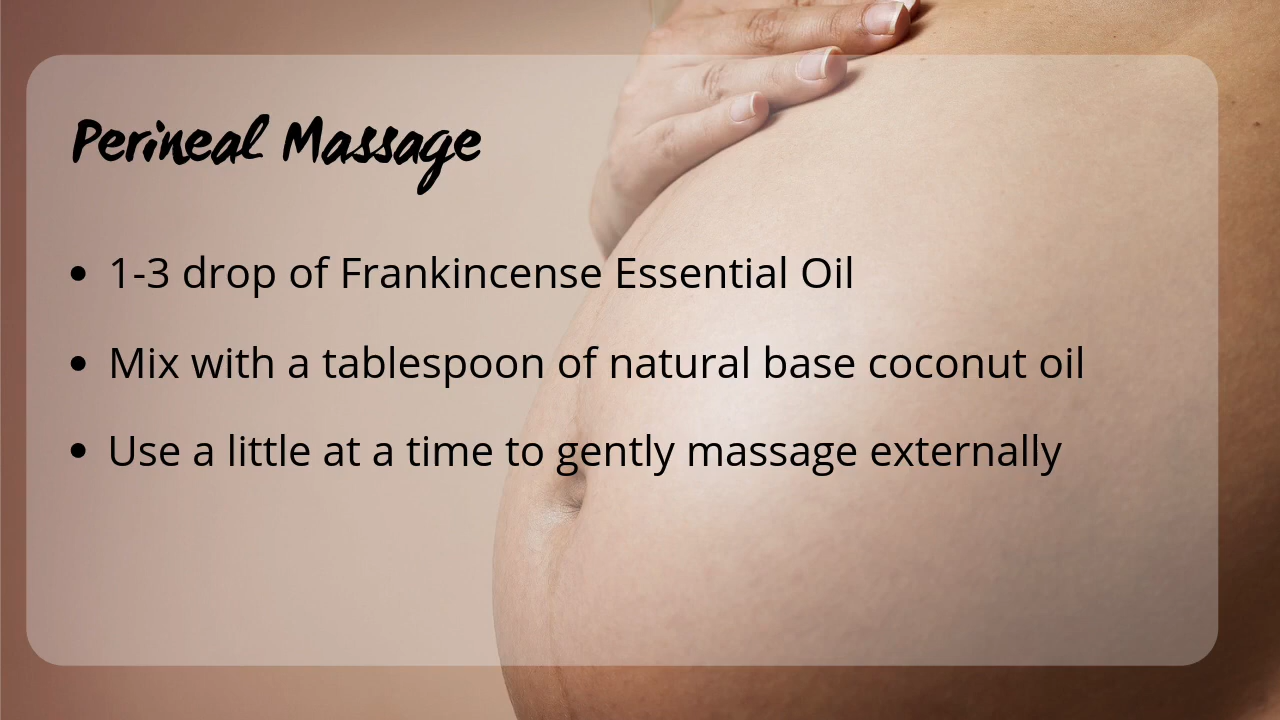 Perineal Massage
• 1-3 drop of Frankincense Essential Oil
• Mix with a tablespoon of natural base coconut oil
• Use a little at a time to gently massage externally